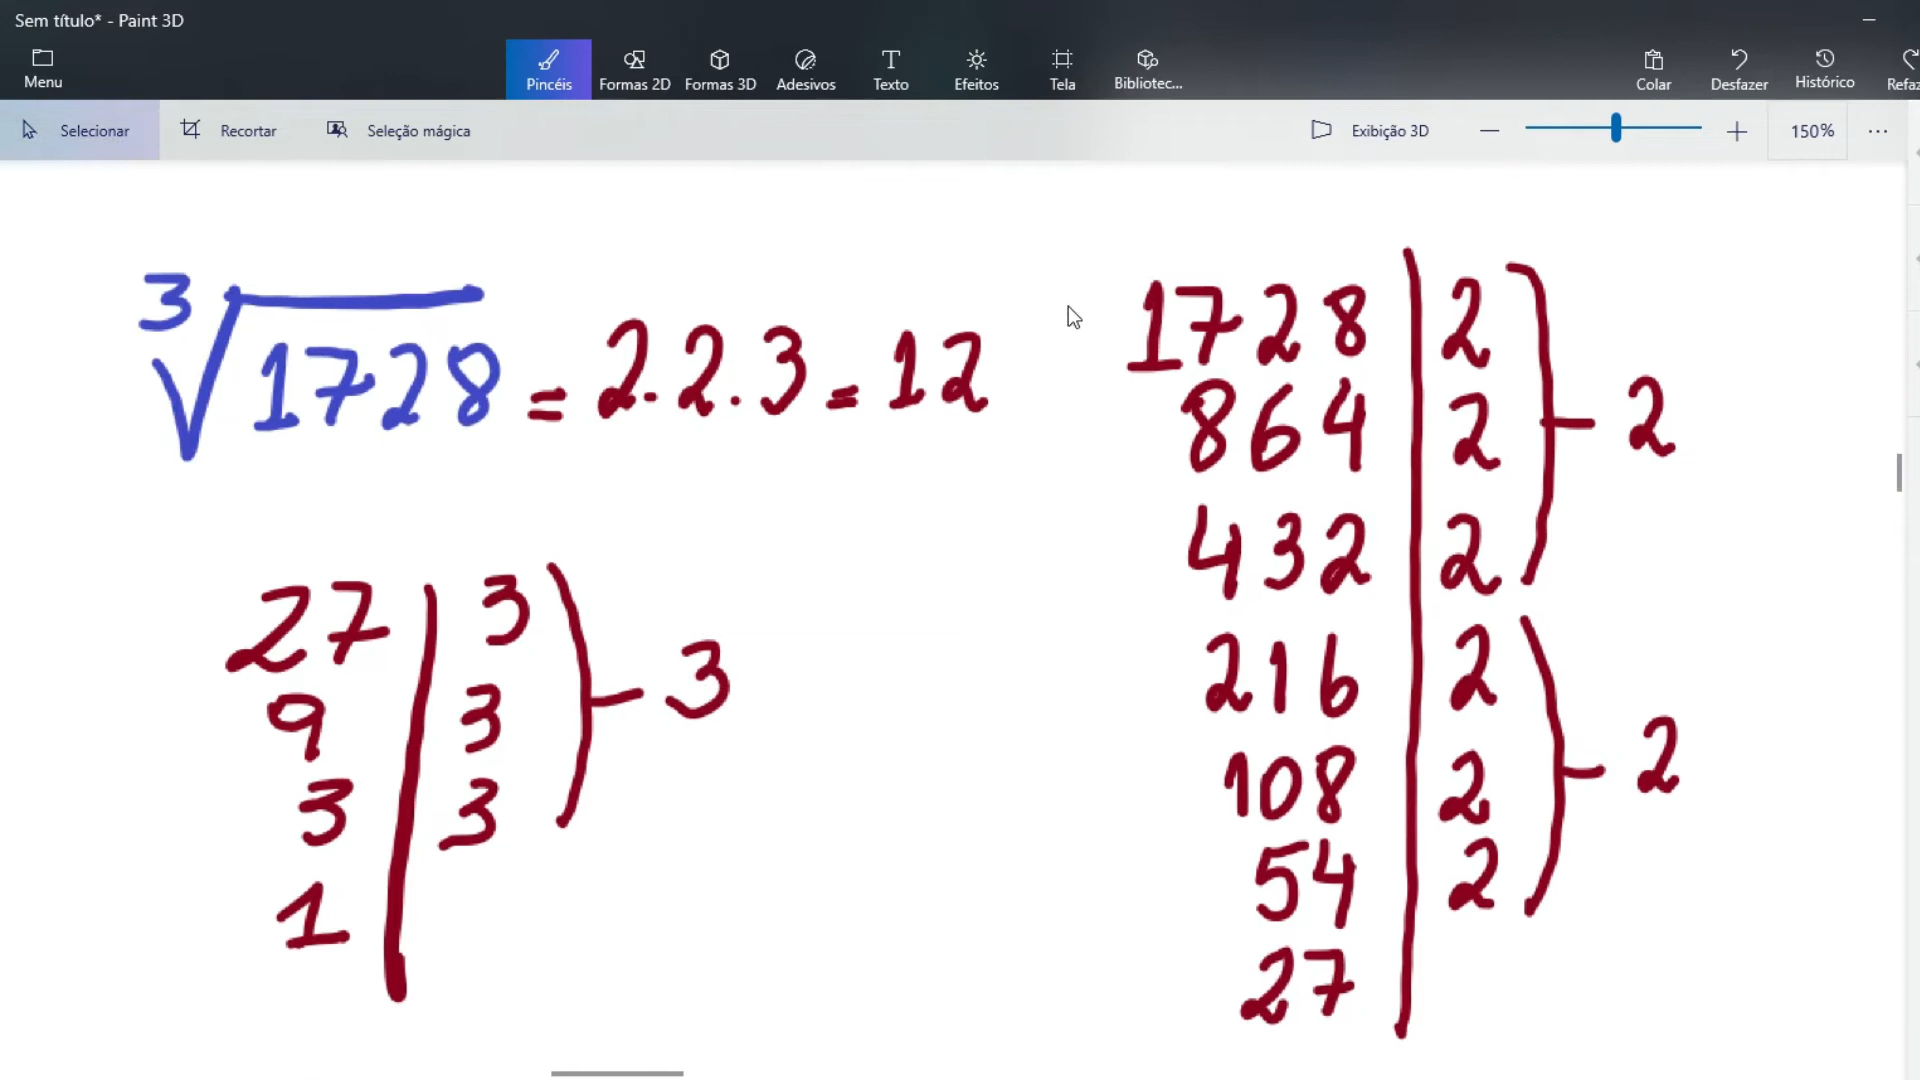 Sem título* - Paint 3D
Menu
Pincéis
Formas 2D
Formas 3D
Adesivos
Texto
Efeitos
Tela
Bibliotec...
Colar
Desfazer
Histórico
Refaz
Selecionar
Recortar
Seleção mágica
Exibição 3D
150%
3√1728 = 2.2.3 = 12
27 | 3
9 | 3
3 | 3
1
3
1728 | 2
864 | 2
432 | 2
2
216 | 2
108 | 2
54 | 2
27
2